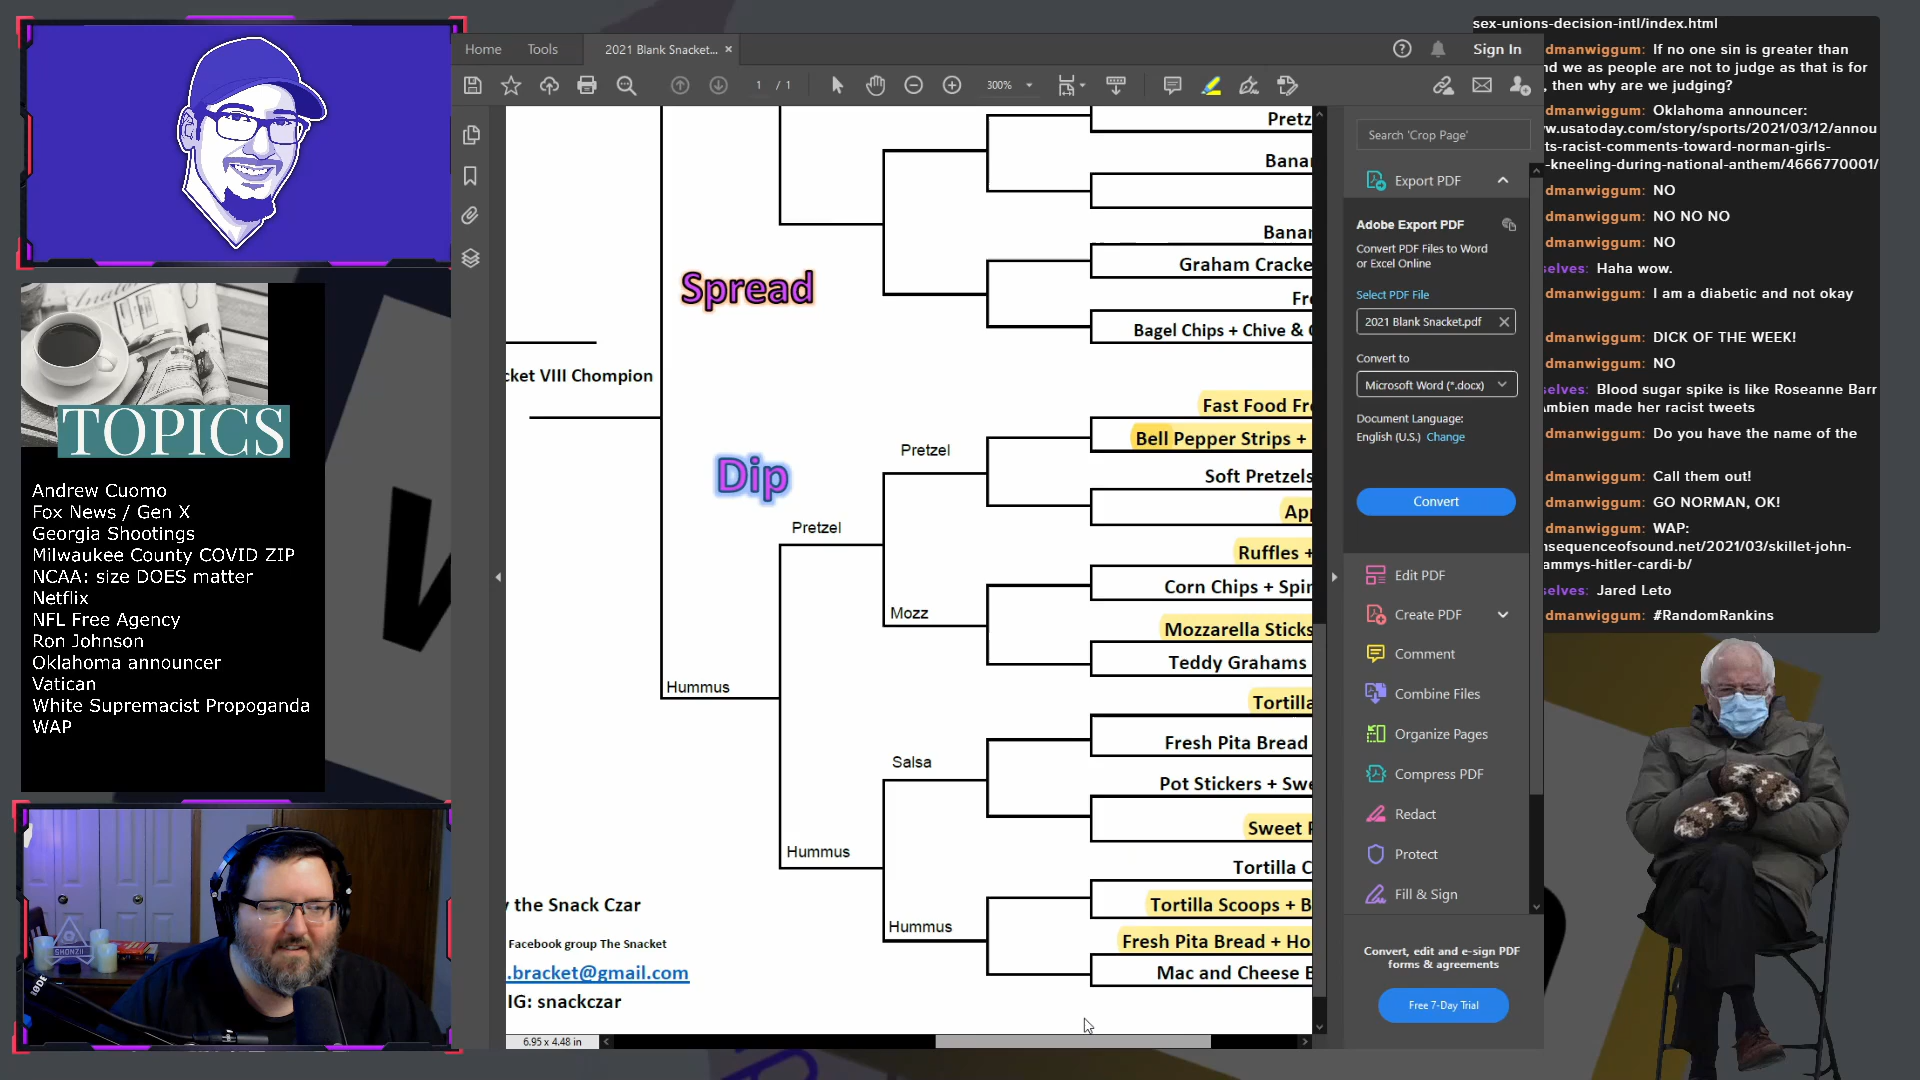 TOPICS
Andrew Cuomo
Fox News / Gen X
Georgia Shootings
Milwaukee County COVID ZIP
NCAA: size DOES matter
Netflix
NFL Free Agency
Ron Johnson
Oklahoma announcer
Vatican
White Supremacist Propoganda
WAP
Home
Tools
2021 Blank Snacket...
Sign In
1 / 1
300%
Pretz
Banan
Banan
Graham Cracke
Fre
Bagel Chips + Chive &
Spread
cket VIII Chompion
Fast Food Fr
Bell Pepper Strips +
Pretzel
Soft Pretzels
Dip
App
Pretzel
Ruffles +
Corn Chips + Spir
Mozz
Mozzarella Sticks
Teddy Grahams
Hummus
Tortilla
Fresh Pita Bread
Salsa
Pot Stickers + Swe
Sweet
Hummus
Tortilla C
Tortilla Scoops + B
Hummus
Fresh Pita Bread + Ho
Mac and Cheese
the Snack Czar
Facebook group The Snacket
.bracket@gmail.com
IG: snackczar
6.95 x 4.48 in
Search 'Crop Page'
Export PDF
Adobe Export PDF
Convert PDF Files to Word
or Excel Online
Select PDF File
2021 Blank Snacket.pdf
Convert to
Microsoft Word (*.docx)
Document Language:
English (U.S.) Change
Convert
Edit PDF
Create PDF
Comment
Combine Files
Organize Pages
Compress PDF
Redact
Protect
Fill & Sign
Convert, edit and e-sign PDF
forms & agreements
Free 7-Day Trial
sex-unions-decision-intl/index.html
dmanwiggum: If no one sin is greater than
nd we as people are not to judge as that is for
, then why are we judging?
dmanwiggum: Oklahoma announcer:
w.usatoday.com/story/sports/2021/03/12/annou
ts-racist-comments-toward-norman-girls-
-kneeling-during-national-anthem/4666770001/
dmanwiggum: NO
dmanwiggum: NO NO NO
dmanwiggum: NO
selves: Haha wow.
dmanwiggum: I am a diabetic and not okay
dmanwiggum: DICK OF THE WEEK!
dmanwiggum: NO
selves: Blood sugar spike is like Roseanne Barr
mbien made her racist tweets
dmanwiggum: Do you have the name of the
dmanwiggum: Call them out!
dmanwiggum: GO NORMAN, OK!
dmanwiggum: WAP:
nsequenceofsound.net/2021/03/skillet-john-
ammys-hitler-cardi-b/
selves: Jared Leto
dmanwiggum: #RandomRankins